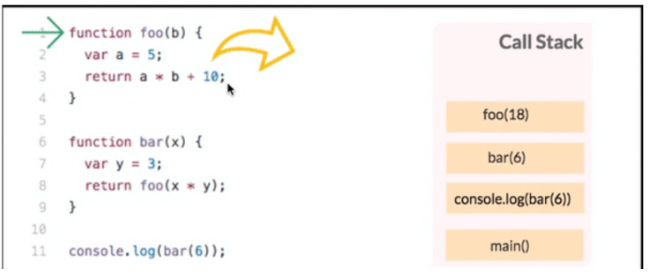 1 function foo(b) {
2 var a = 5;
3 return a * b + 10;
4 }
5
6 function bar(x) {
7 var y = 3;
8 return foo(x * y);
9 }
10
11 console.log(bar(6));
Call Stack
foo(18)
bar(6)
console.log(bar(6))
main()